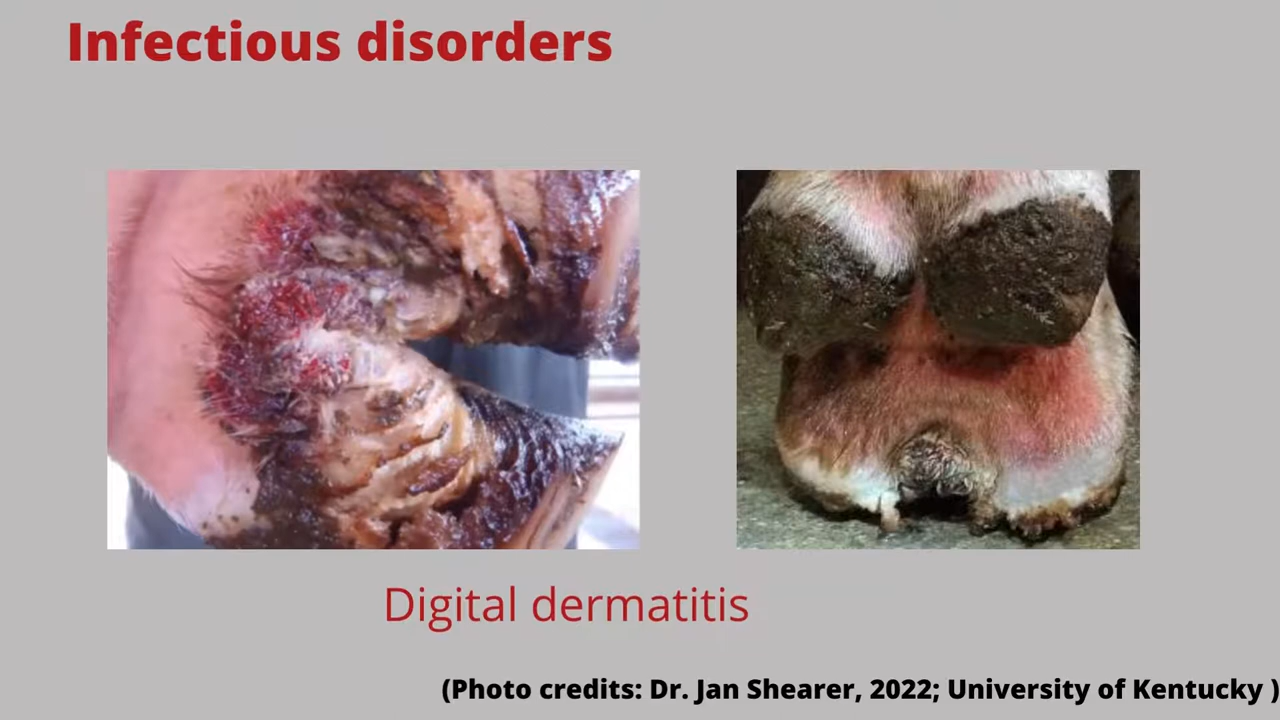 Infectious disorders
Digital dermatitis
(Photo credits: Dr. Jan Shearer, 2022; University of Kentucky )